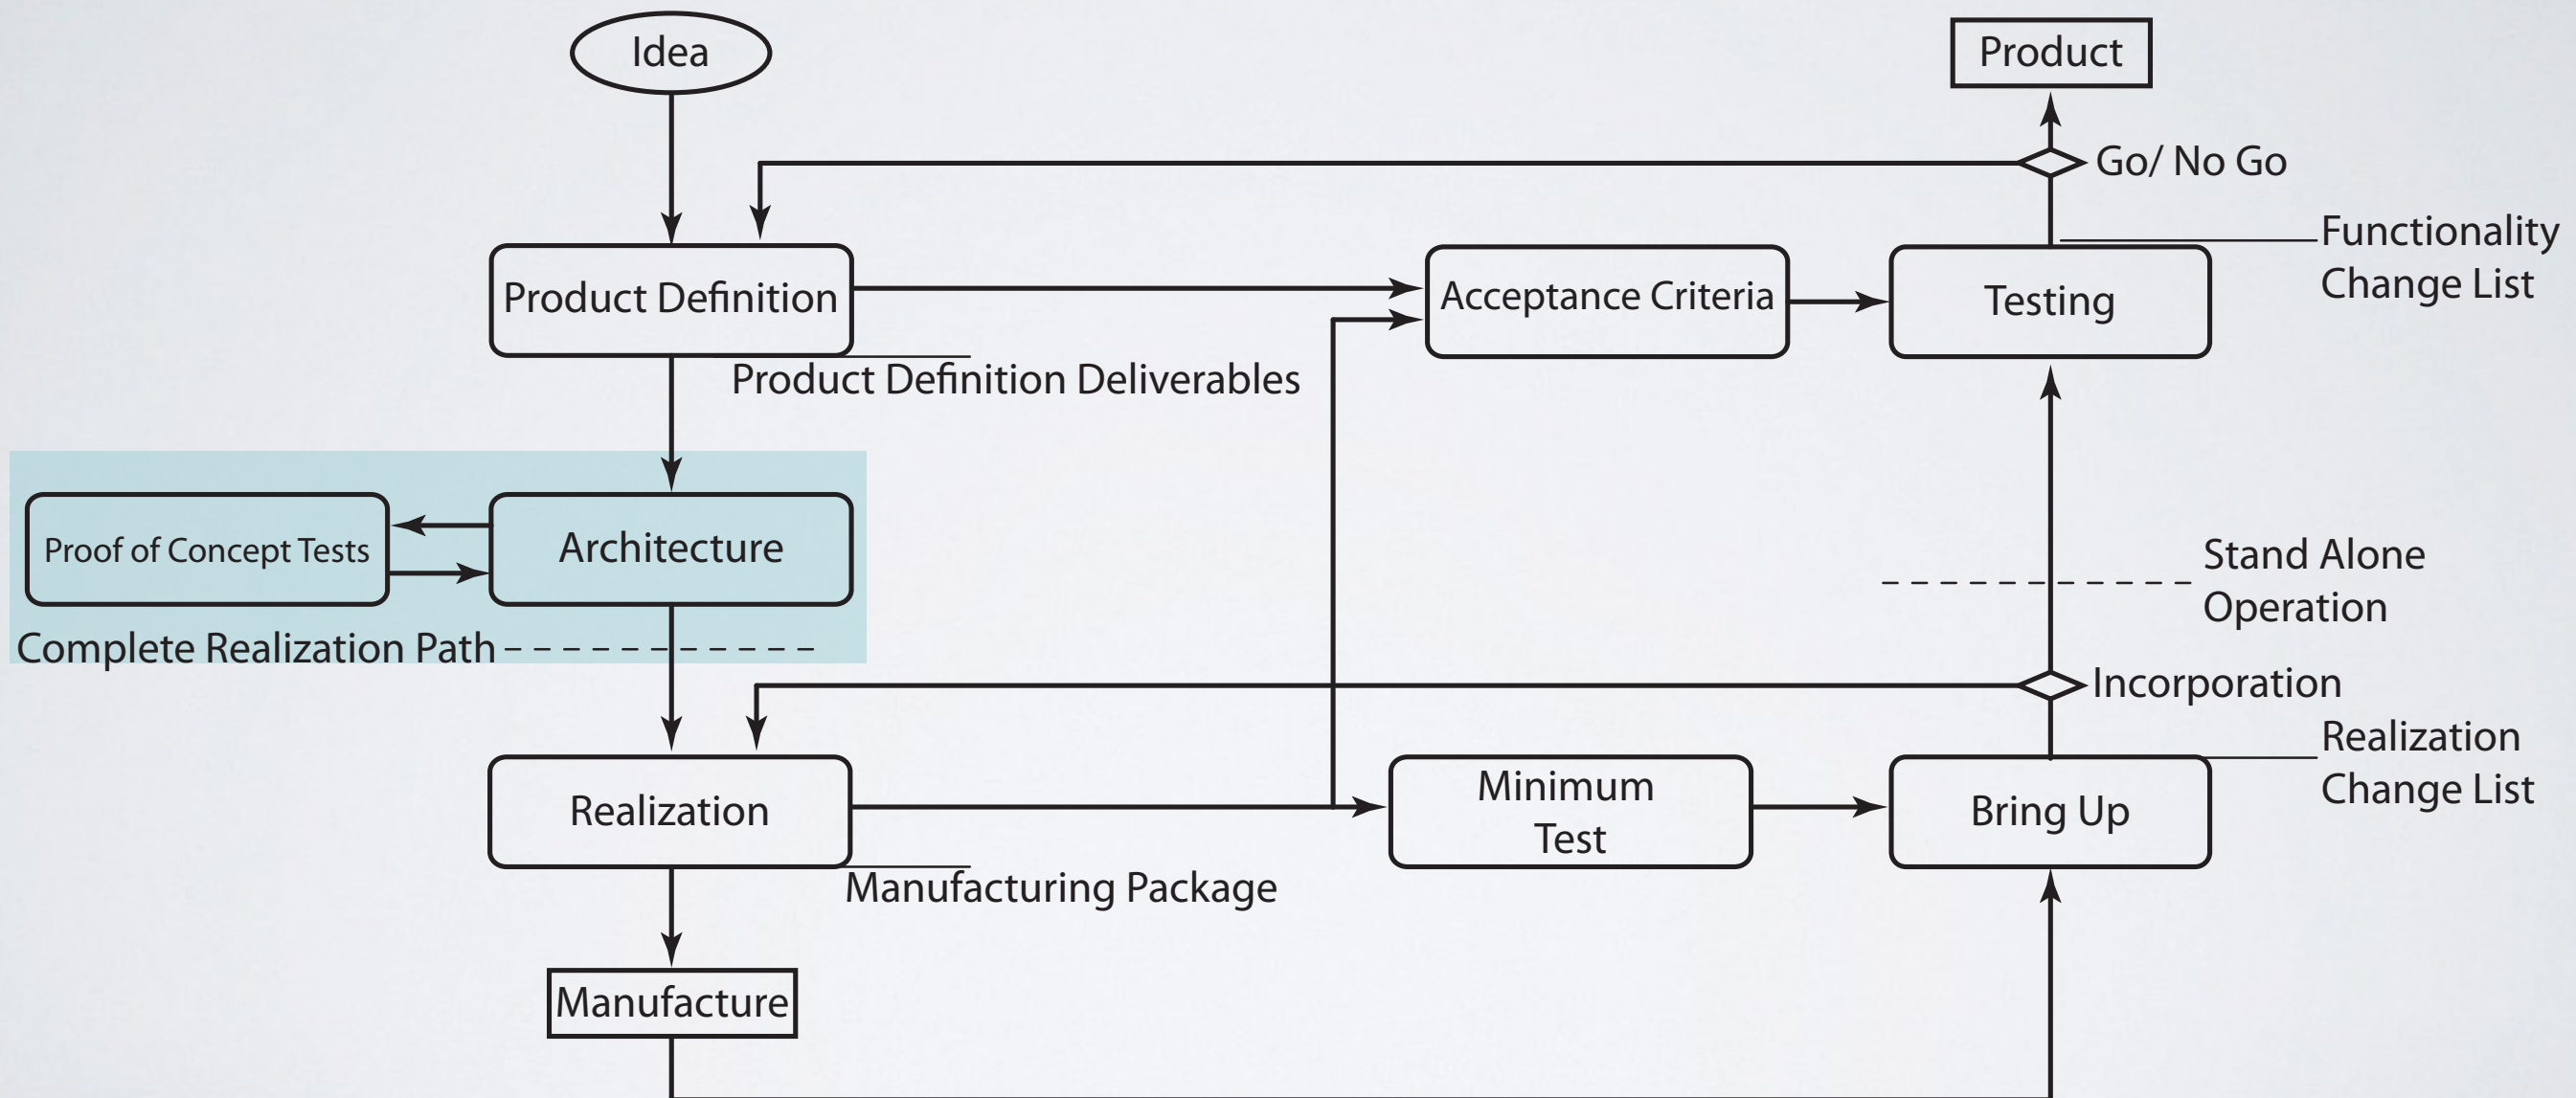 Idea
Product
Go/ No Go
Functionality
Change List
Product Definition
Acceptance Criteria
Testing
Product Definition Deliverables
Proof of Concept Tests
Architecture
Stand Alone
Operation
Complete Realization Path
Incorporation
Realization
Change List
Realization
Minimum
Test
Bring Up
Manufacturing Package
Manufacture